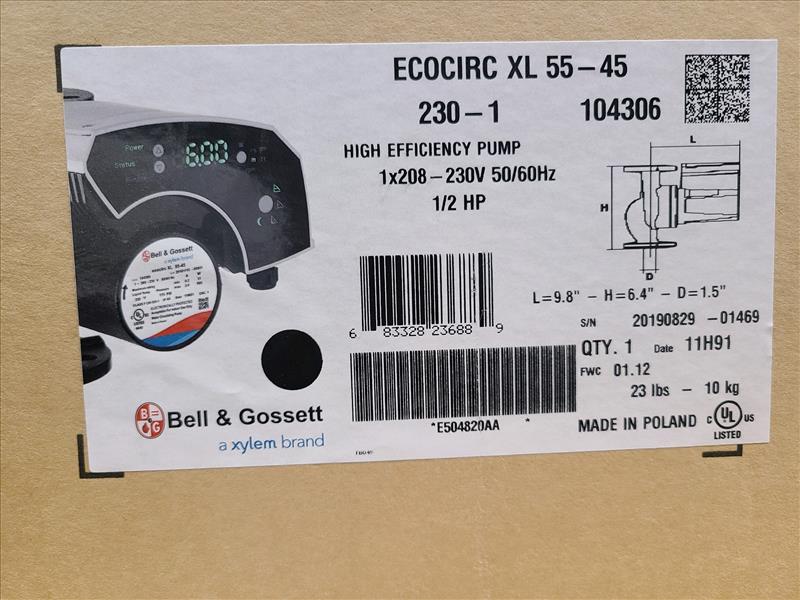 ECOCIRC XL 55-45
230-1 104306
HIGH EFFICIENCY PUMP
1x208-230V 50/60Hz
1/2 HP
Power
Status
6.00
Bell & Gossett
a xylem brand
L
H
D
L=9.8" - H=6.4" - D=1.5"
6 83328 23688 9
S/N 20190829 -01469
QTY. 1 Date 11H91
FWC 01.12
23 lbs - 10 kg
*E504820AA *
MADE IN POLAND
C UL US
LISTED
B&G
Bell & Gossett
a xylem brand